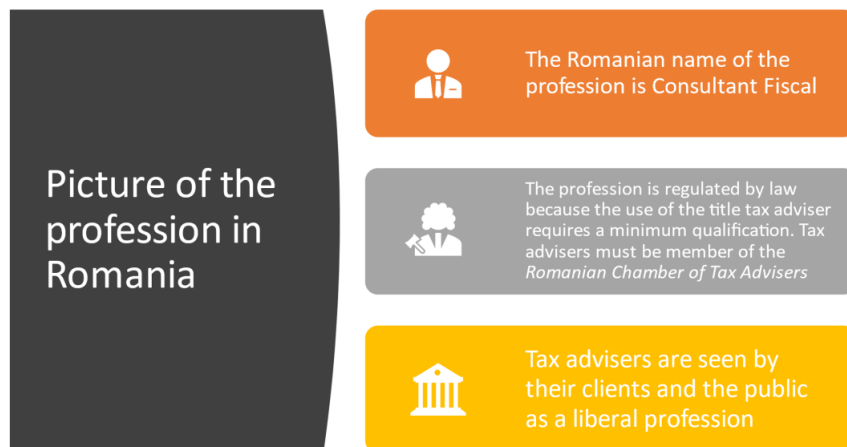 Picture of the
profession in
Romania
The Romanian name of the
profession is Consultant Fiscal
The profession is regulated by law
because the use of the title tax adviser
requires a minimum qualification. Tax
advisers must be member of the
Romanian Chamber of Tax Advisers
Tax advisers are seen by
their clients and the public
as a liberal profession